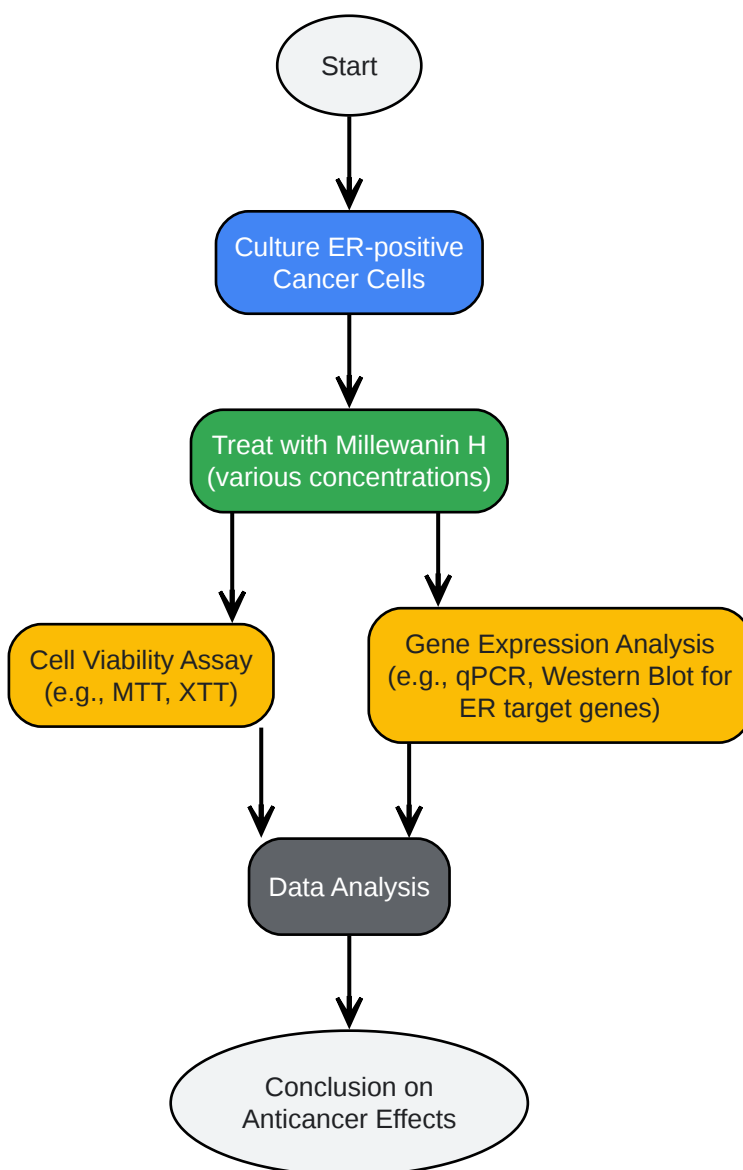 Start
Culture ER-positive
Cancer Cells
Treat with Millewanin H
(various concentrations)
Cell Viability Assay
(e.g., MTT, XTT)
Gene Expression Analysis
(e.g., qPCR, Western Blot for
ER target genes)
Data Analysis
Conclusion on
Anticancer Effects